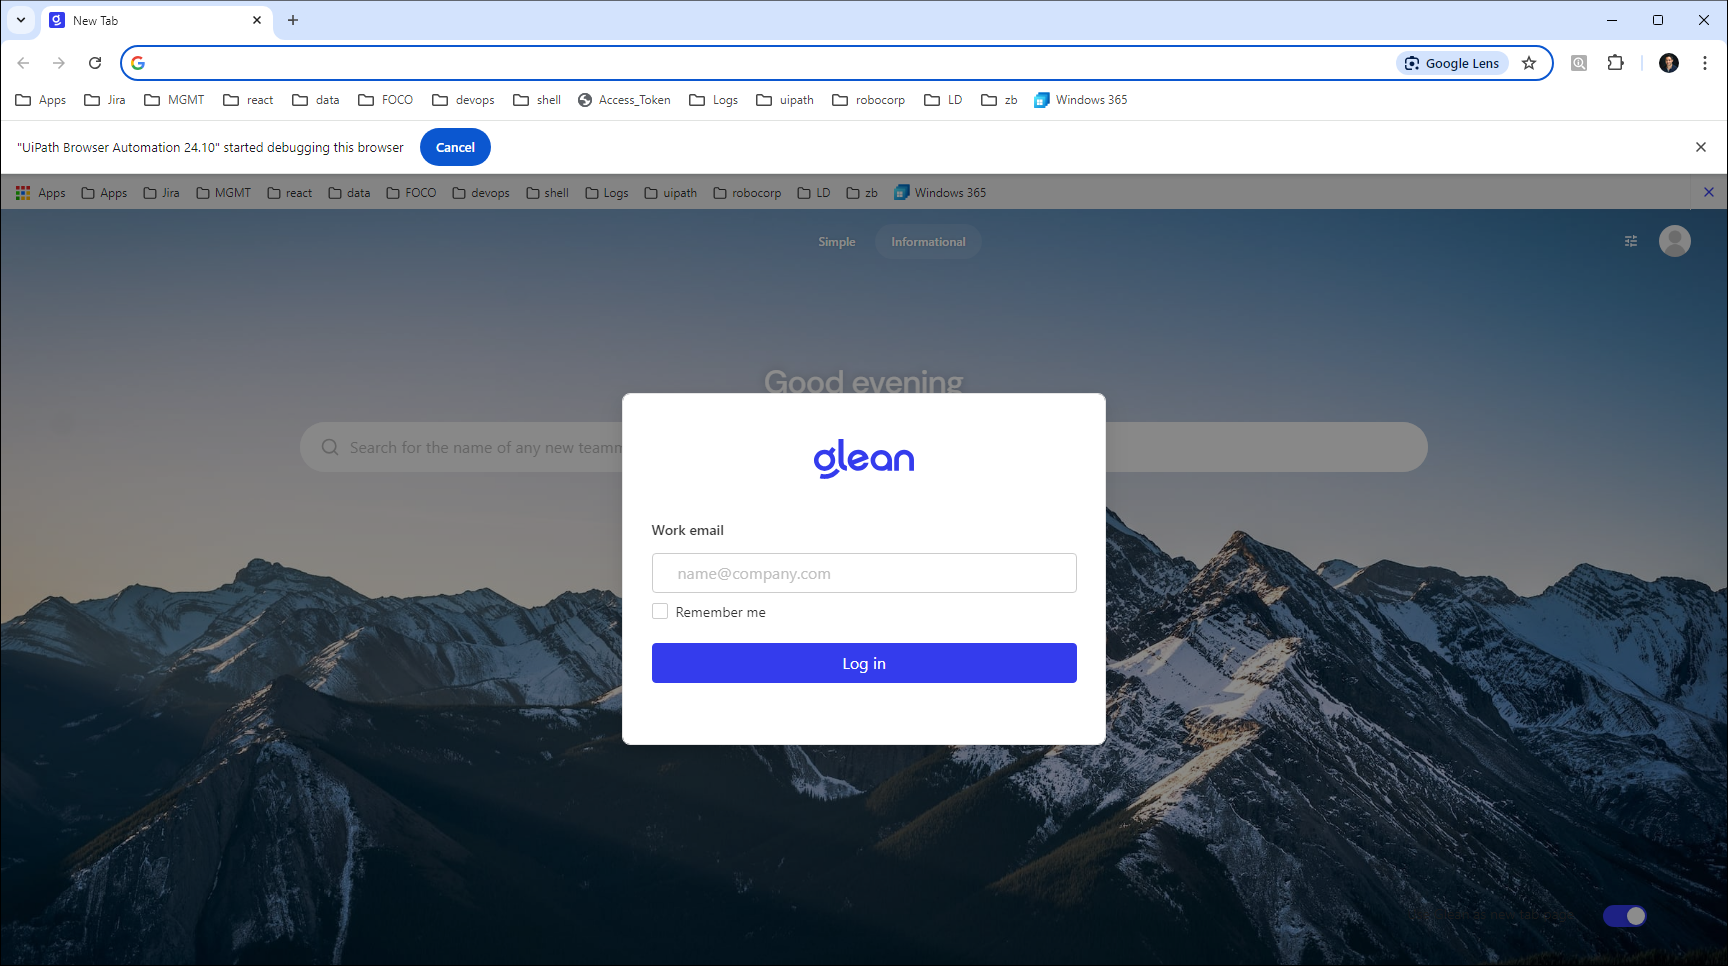 New Tab
Google Lens
Apps Jira MGMT react data FOCO devops shell Access_Token Logs uipath robocorp LD zb Windows 365
"UiPath Browser Automation 24.10" started debugging this browser Cancel
Apps Apps Jira MGMT react data FOCO devops shell Logs uipath robocorp LD zb Windows 365
Simple Informational
Good evening
Search for the name of any new
glean
Work email
name@company.com
Remember me
Log in